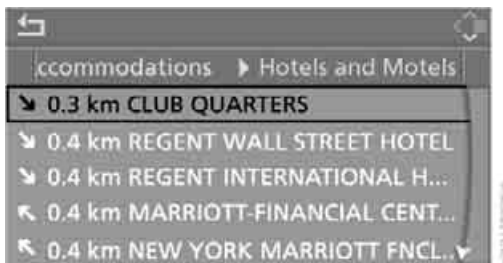 ccommodations Hotels and Motels
0.3 km CLUB QUARTERS
0.4 km REGENT WALL STREET HOTEL
0.4 km REGENT INTERNATIONAL H...
0.4 km MARRIOTT-FINANCIAL CENT...
0.4 km NEW YORK MARRIOTT FNCL..